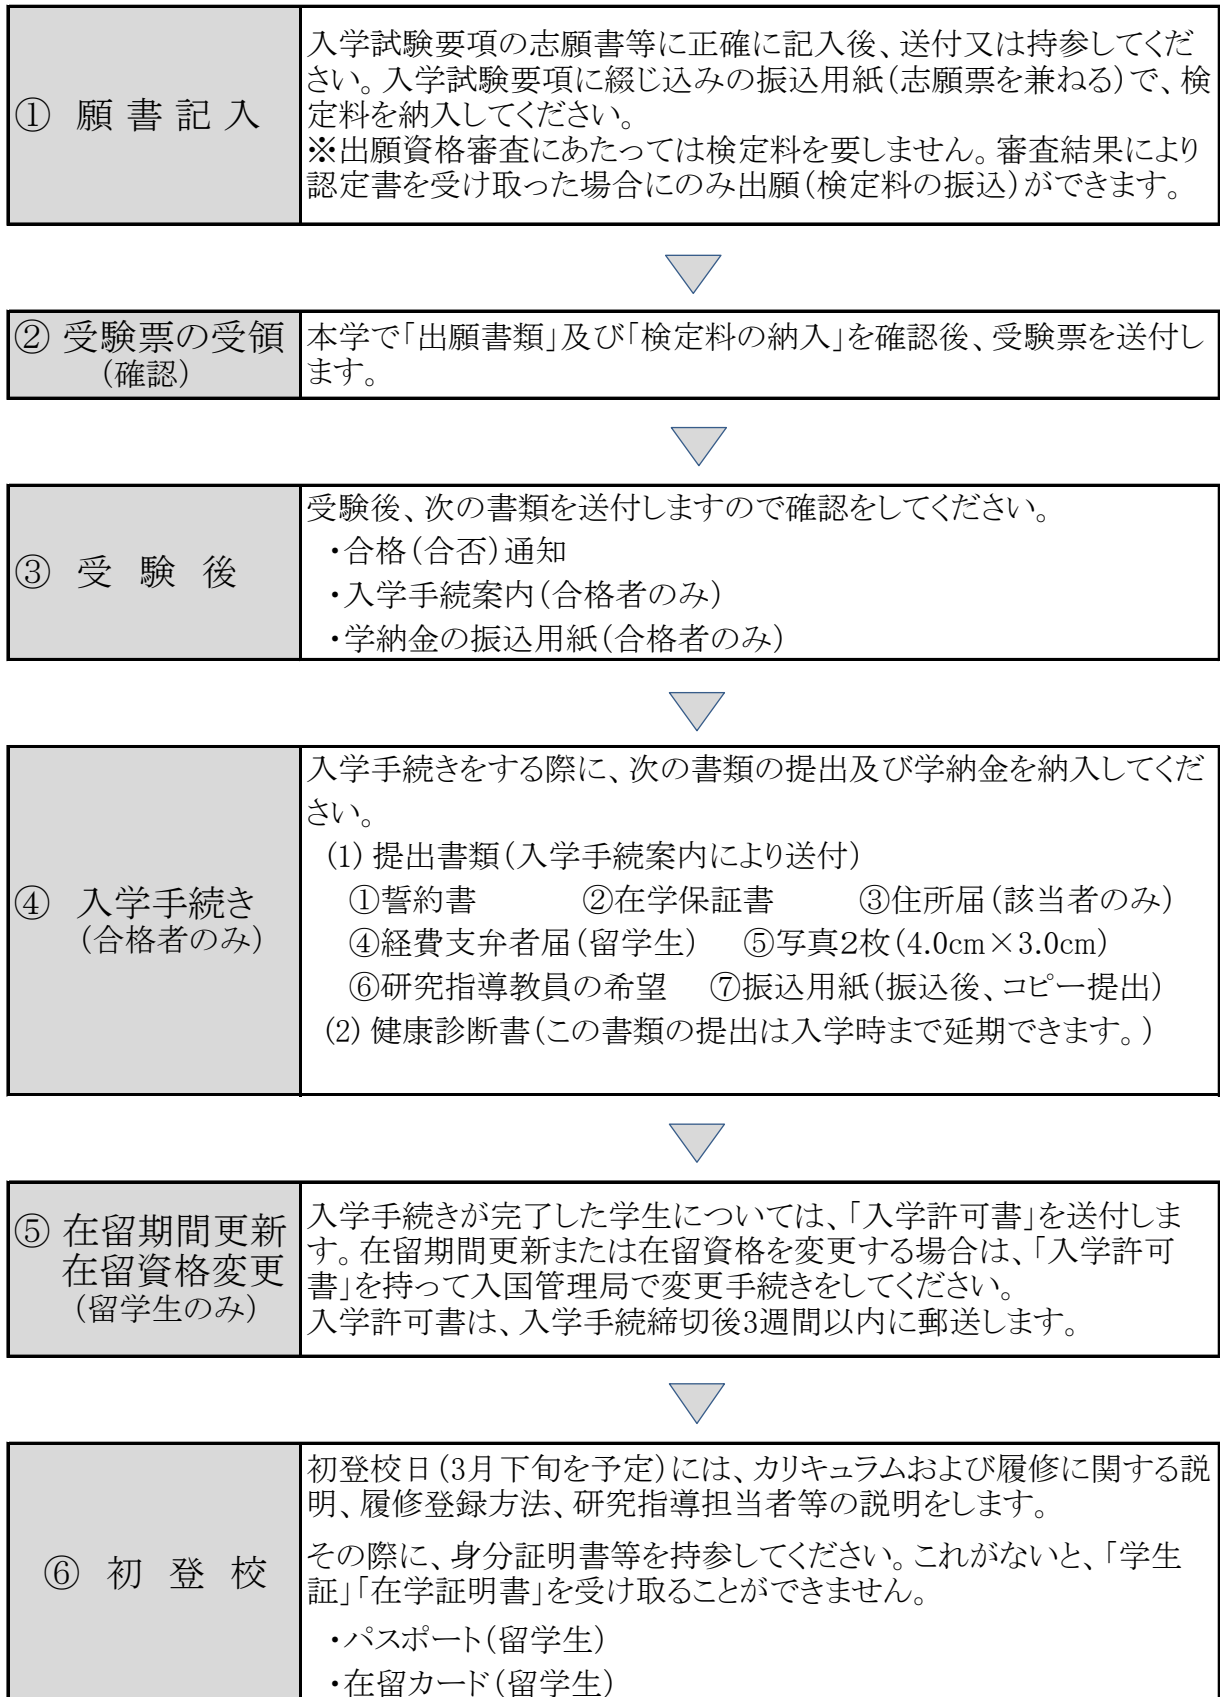 ① 願 書 記 入
入学試験要項の志願書等に正確に記入後、送付又は持参してくだ
さい。入学試験要項に綴じ込みの振込用紙(志願票を兼ねる)で、検
定料を納入してください。
※出願資格審査にあたっては検定料を要しません。審査結果により
認定書を受け取った場合にのみ出願(検定料の振込)ができます。
② 受験票の受領
(確認)
本学で「出願書類」及び「検定料の納入」を確認後、受験票を送付し
ます。
③ 受 験 後
受験後、次の書類を送付しますので確認をしてください。
・合格(合否)通知
・入学手続案内(合格者のみ)
・学納金の振込用紙(合格者のみ)
④ 入学手続き
(合格者のみ)
入学手続きをする際に、次の書類の提出及び学納金を納入してくだ
さい。
(1) 提出書類(入学手続案内により送付)
①誓約書 ②在学保証書 ③住所届(該当者のみ)
④経費支弁者届(留学生) ⑤写真2枚(4.0cm×3.0cm)
⑥研究指導教員の希望 ⑦振込用紙(振込後、コピー提出)
(2) 健康診断書(この書類の提出は入学時まで延期できます。)
⑤ 在留期間更新
在留資格変更
(留学生のみ)
入学手続きが完了した学生については、「入学許可書」を送付しま
す。在留期間更新または在留資格を変更する場合は、「入学許可
書」を持って入国管理局で変更手続きをしてください。
入学許可書は、入学手続締切後3週間以内に郵送します。
⑥ 初 登 校
初登校日(3月下旬を予定)には、カリキュラムおよび履修に関する説
明、履修登録方法、研究指導担当者等の説明をします。
その際に、身分証明書等を持参してください。これがないと、「学生
証」「在学証明書」を受け取ることができません。
・パスポート(留学生)
・在留カード(留学生)